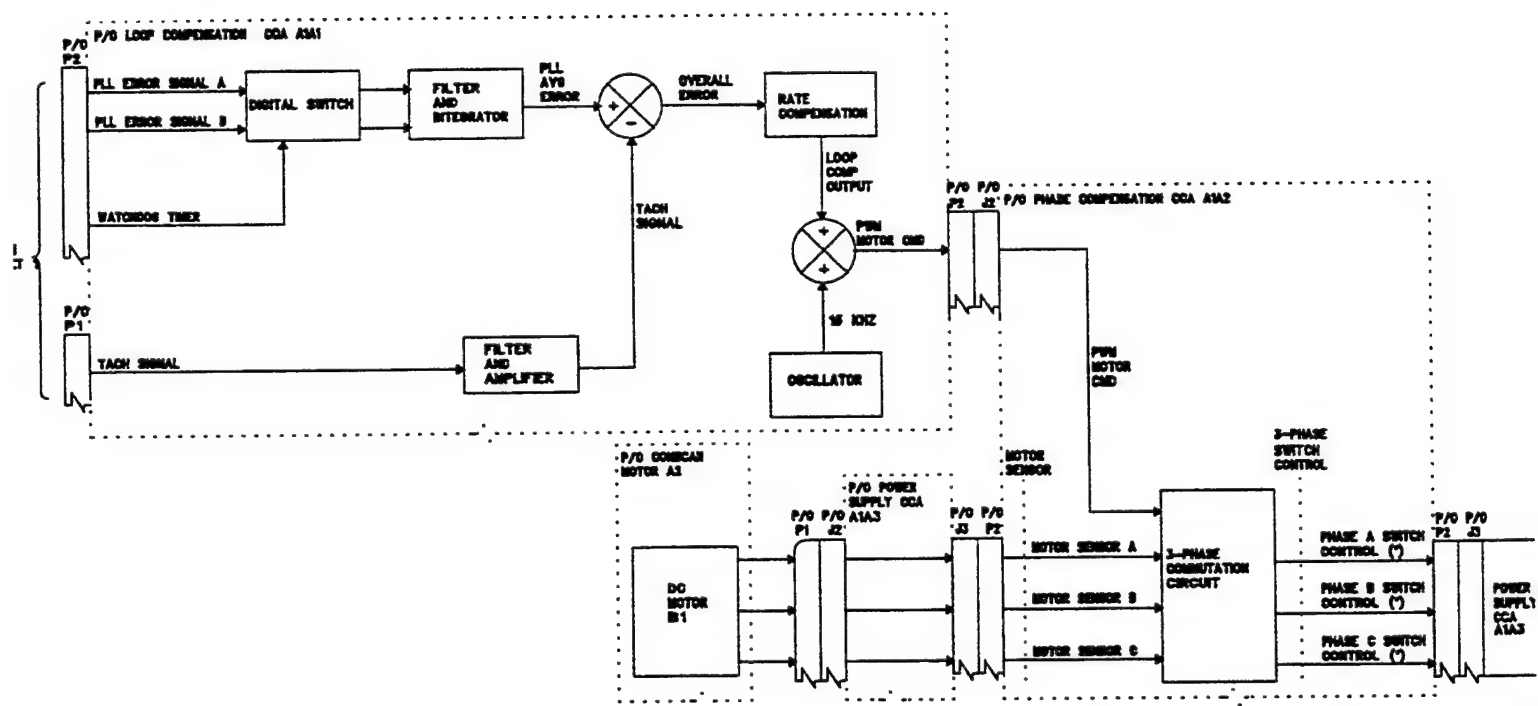 P/O
P2
P/O LOOP COMPENSATION CCA A1A1
PLL ERROR SIGNAL A
PLL ERROR SIGNAL B
WATCHDOG TIMER
DIGITAL SWITCH
FILTER
AND
INTEGRATOR
PLL
AVG
ERROR
+
-
OVERALL
ERROR
RATE
COMPENSATION
LOOP
COMP
OUTPUT
TACH
SIGNAL
+
+
PWM
MOTOR CMD
P/O
P2
P/O
J2
P/O PHASE COMPENSATION CCA A1A2
P/O
P1
TACH SIGNAL
FILTER
AND
AMPLIFIER
15 KHZ
OSCILLATOR
PWM
MOTOR
CMD
P/O CONSCAN
MOTOR A2
DC
MOTOR
B11
P/O
P1
P/O
J2
P/O POWER
SUPPLY CCA
A1A3
P/O
J3
P/O
P2
MOTOR
SENSOR
MOTOR SENSOR A
MOTOR SENSOR B
MOTOR SENSOR C
3-PHASE
COMMUTATION
CIRCUIT
3-PHASE
SWITCH
CONTROL
PHASE A SWITCH
CONTROL (*)
PHASE B SWITCH
CONTROL (*)
PHASE C SWITCH
CONTROL (*)
P/O
P2
P/O
J3
POWER
SUPPLY
CCA
A1A3